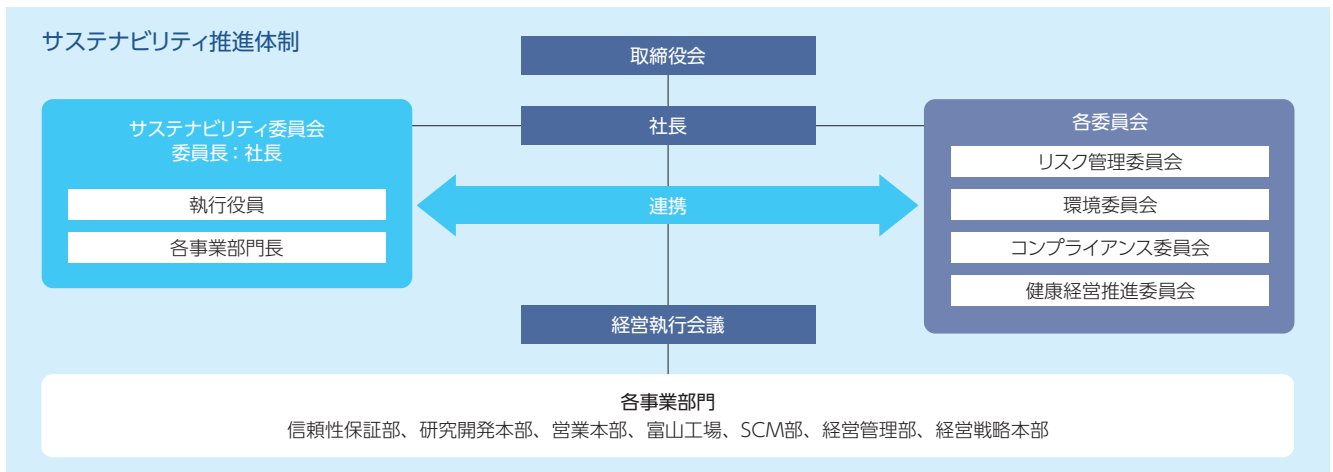 サステナビリティ推進体制
取締役会
社長
サステナビリティ委員会
委員長：社長
執行役員
各事業部門長
連携
各委員会
リスク管理委員会
環境委員会
コンプライアンス委員会
健康経営推進委員会
経営執行会議
各事業部門
信頼性保証部、研究開発本部、営業本部、富山工場、SCM部、経営管理部、経営戦略本部